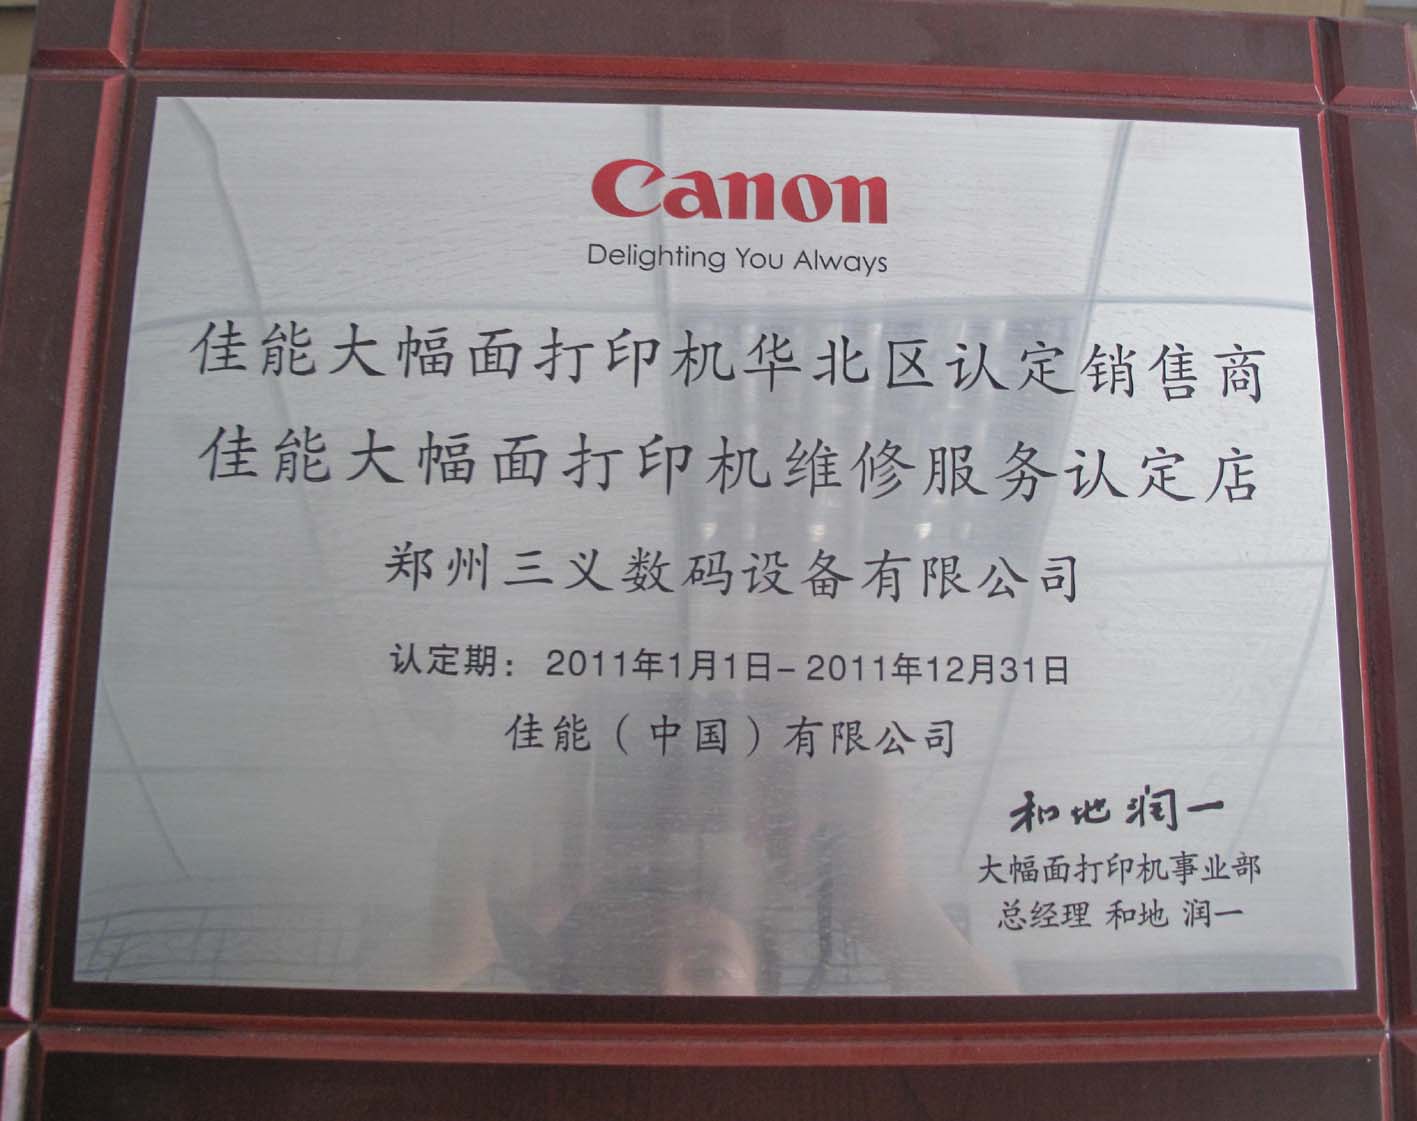 Canon
Delighting You Always
佳能大幅面打印机华北区认定销售商
佳能大幅面打印机维修服务认定店
郑州三义数码设备有限公司
认定期： 2011年1月1日-2011年12月31日
佳能（中国）有限公司
和地 润一
大幅面打印机事业部
总经理 和地 润一